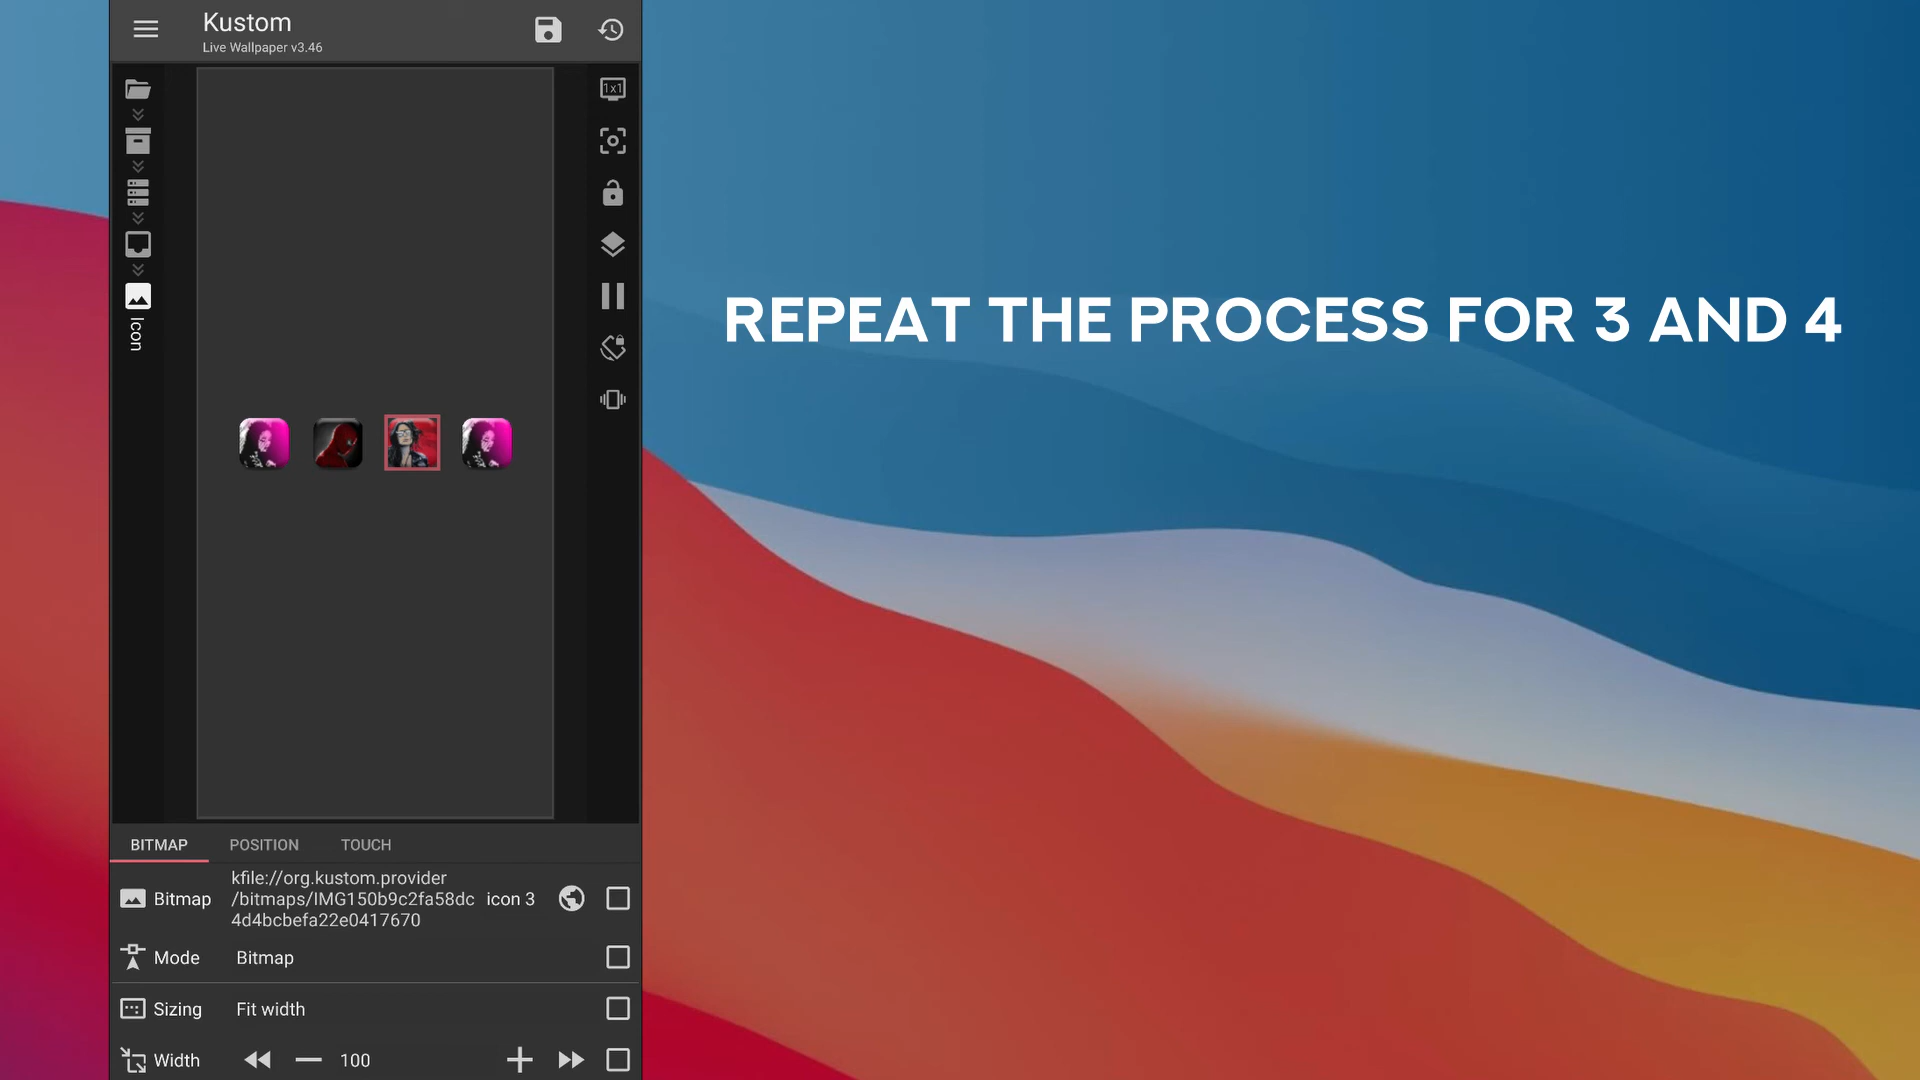 Kustom
Live Wallpaper v3.46
1x1
Icon
REPEAT THE PROCESS FOR 3 AND 4
BITMAP POSITION TOUCH
Bitmap
kfile://org.kustom.provider
/bitmaps/IMG150b9c2fa58dc
4d4bcbefa22e0417670
icon 3
Mode Bitmap
Sizing Fit width
Width 100